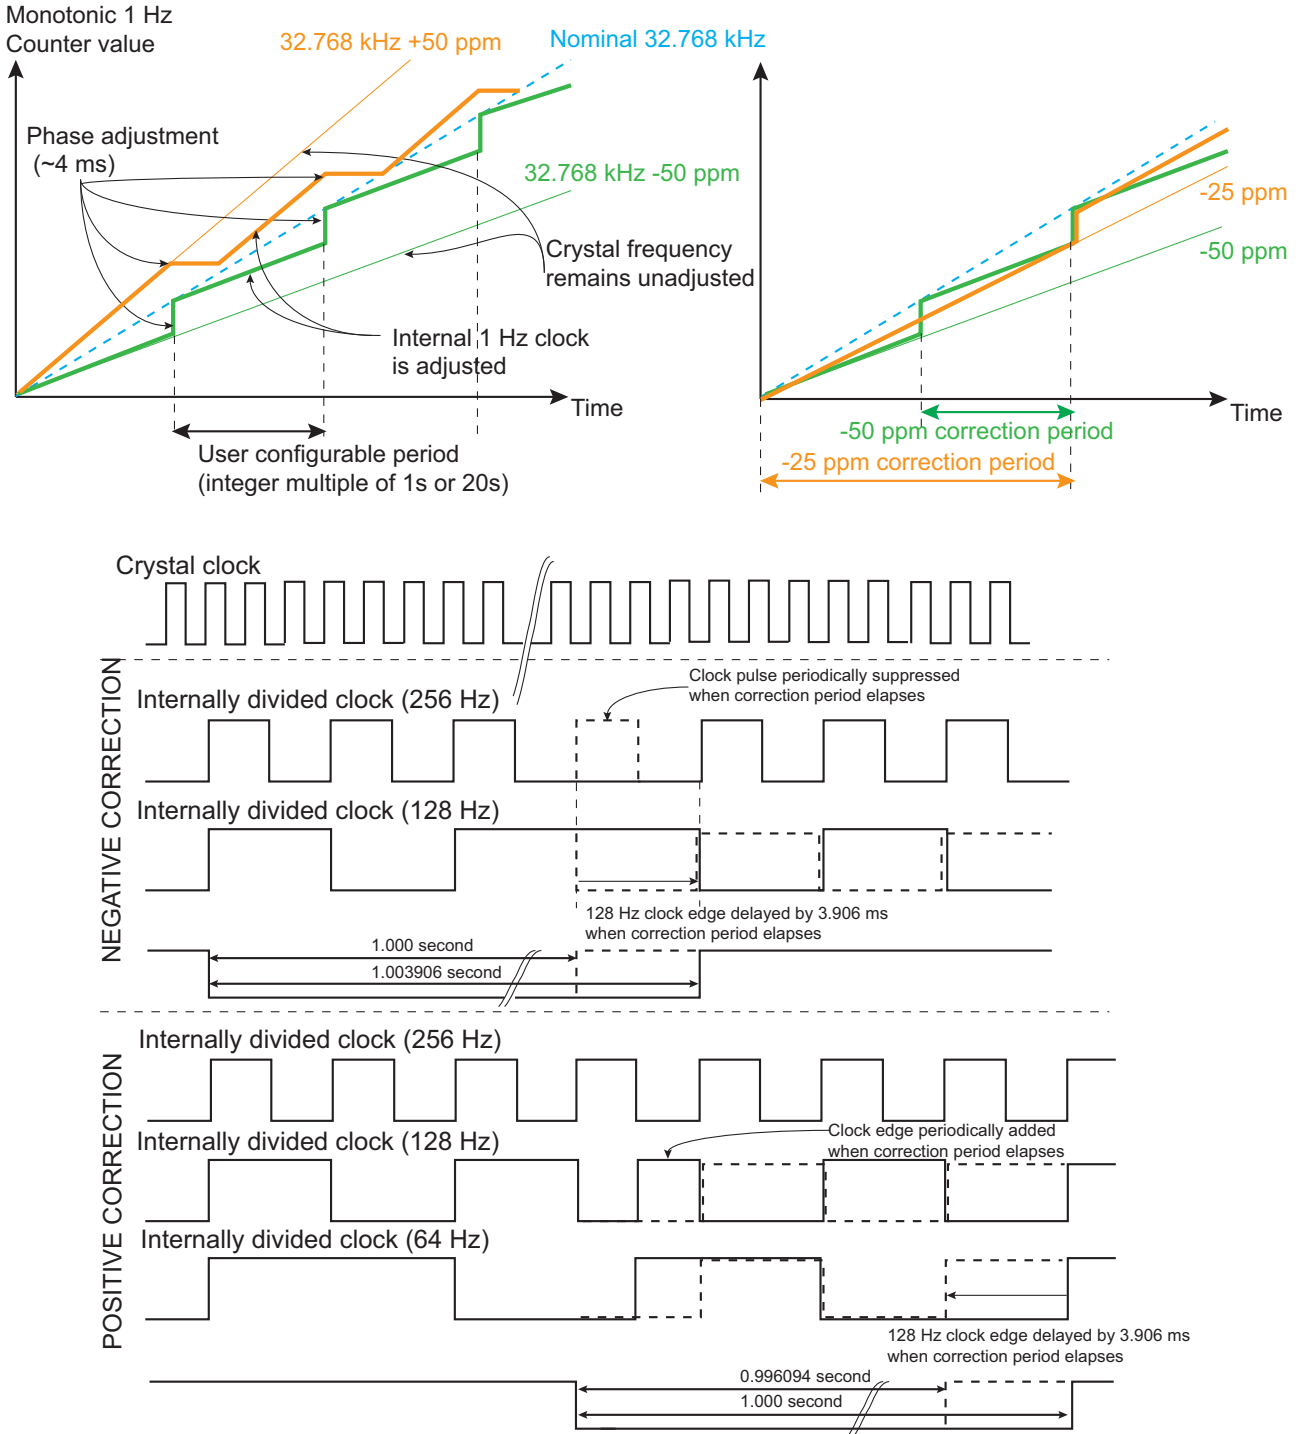 Monotonic 1 Hz
Counter value
32.768 kHz +50 ppm
Nominal 32.768 kHz
Phase adjustment
(~4 ms)
32.768 kHz -50 ppm
Crystal frequency
remains unadjusted
Internal 1 Hz clock
is adjusted
Time
User configurable period
(integer multiple of 1s or 20s)
-25 ppm
-50 ppm
Time
-50 ppm correction period
-25 ppm correction period
Crystal clock
NEGATIVE CORRECTION
Internally divided clock (256 Hz)
Clock pulse periodically suppressed
when correction period elapses
Internally divided clock (128 Hz)
128 Hz clock edge delayed by 3.906 ms
when correction period elapses
1.000 second
1.003906 second
POSITIVE CORRECTION
Internally divided clock (256 Hz)
Internally divided clock (128 Hz)
Clock edge periodically added
when correction period elapses
Internally divided clock (64 Hz)
128 Hz clock edge delayed by 3.906 ms
when correction period elapses
0.996094 second
1.000 second